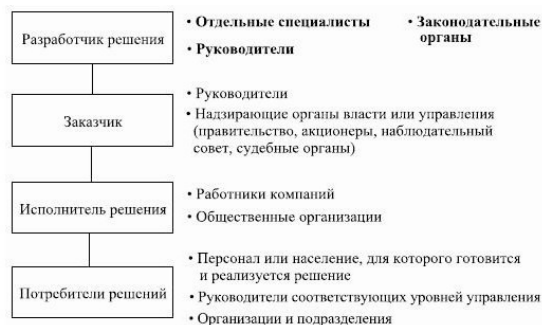 Разработчик решения
• Отдельные специалисты
• Руководители
• Законодательные
органы
Заказчик
• Руководители
• Надзирающие органы власти или управления
(правительство, акционеры, наблюдательный
совет, судебные органы)
Исполнитель решения
• Работники компаний
• Общественные организации
Потребители решений
• Персонал или население, для которого готовится
и реализуется решение
• Руководители соответствующих уровней управления
• Организации и подразделения